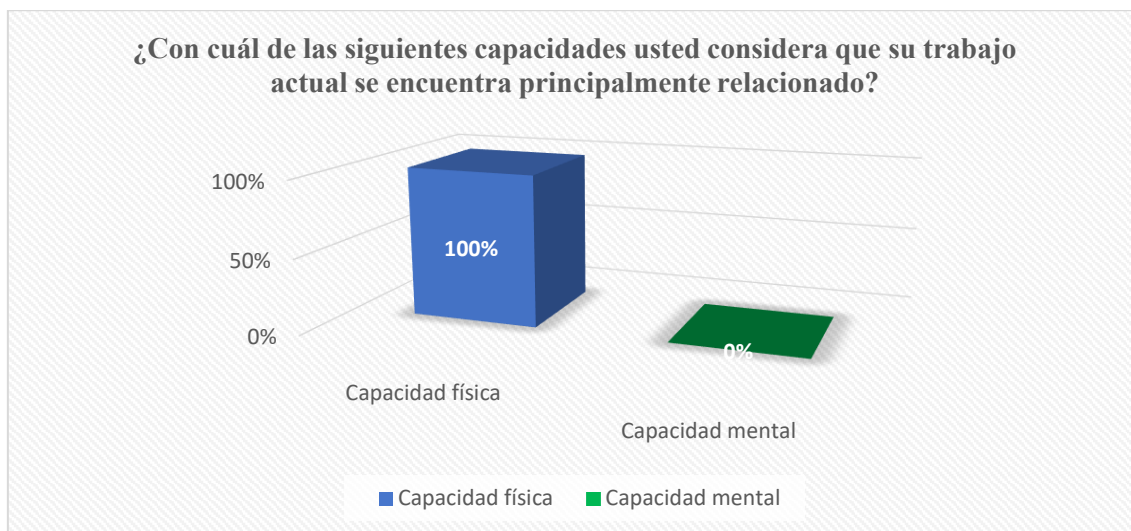 ¿Con cuál de las siguientes capacidades usted considera que su trabajo
actual se encuentra principalmente relacionado?
100%
50%
0%
100%
0%
Capacidad física
Capacidad mental
Capacidad física
Capacidad mental